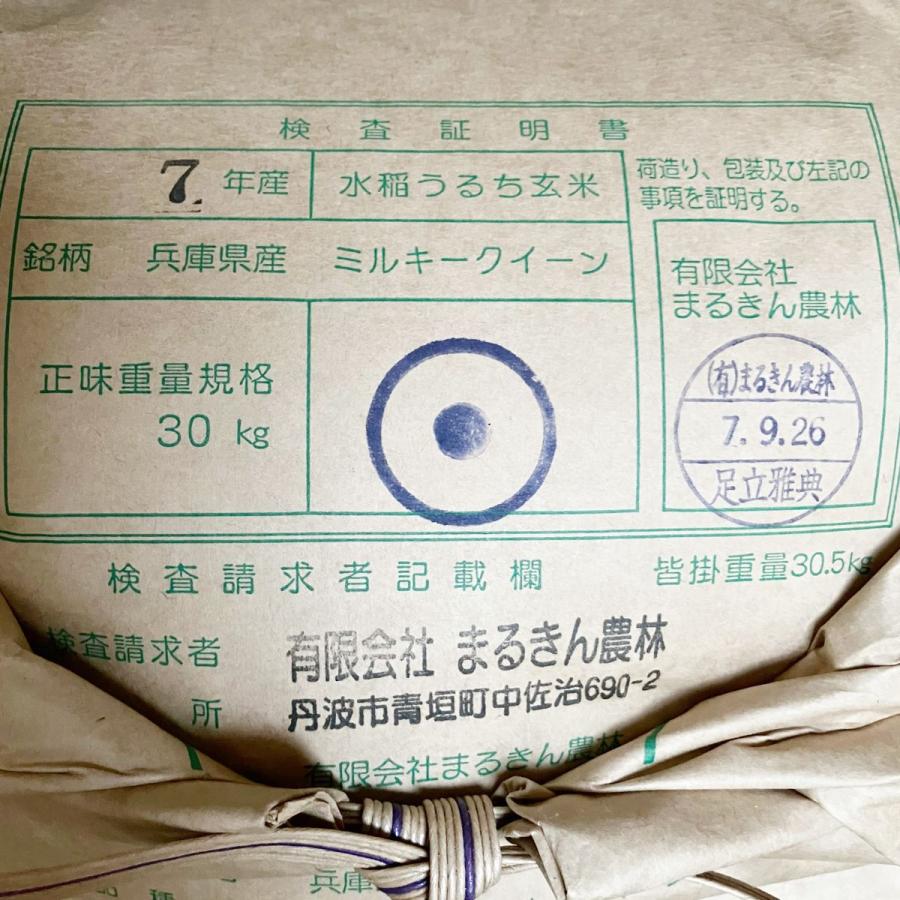 検査証明書
7年産 水稲うるち玄米
荷造り、包装及び左記の
事項を証明する。
銘柄 兵庫県産 ミルキークイーン
有限会社
まるきん農林
正味重量規格
30 kg
(有)まるきん農林
7.9.26
足立雅典
検査請求者記載欄
皆掛重量30.5kg
検査請求者 有限会社 まるきん農林
所 丹波市青垣町中佐治690-2
有限会社まるきん農林
兵庫